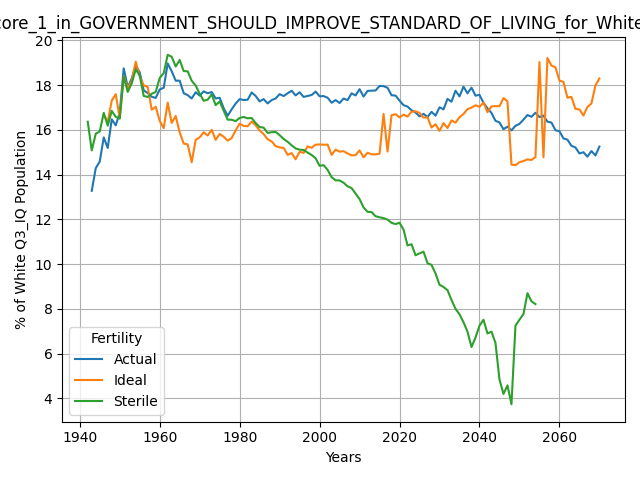 core_1_in_GOVERNMENT_SHOULD_IMPROVE_STANDARD_OF_LIVING_for_White
20
18
16
14
12
10
8
6
4
% of White Q3_IQ Population
Fertility
Actual
Ideal
Sterile
1940 1960 1980 2000 2020 2040 2060
Years